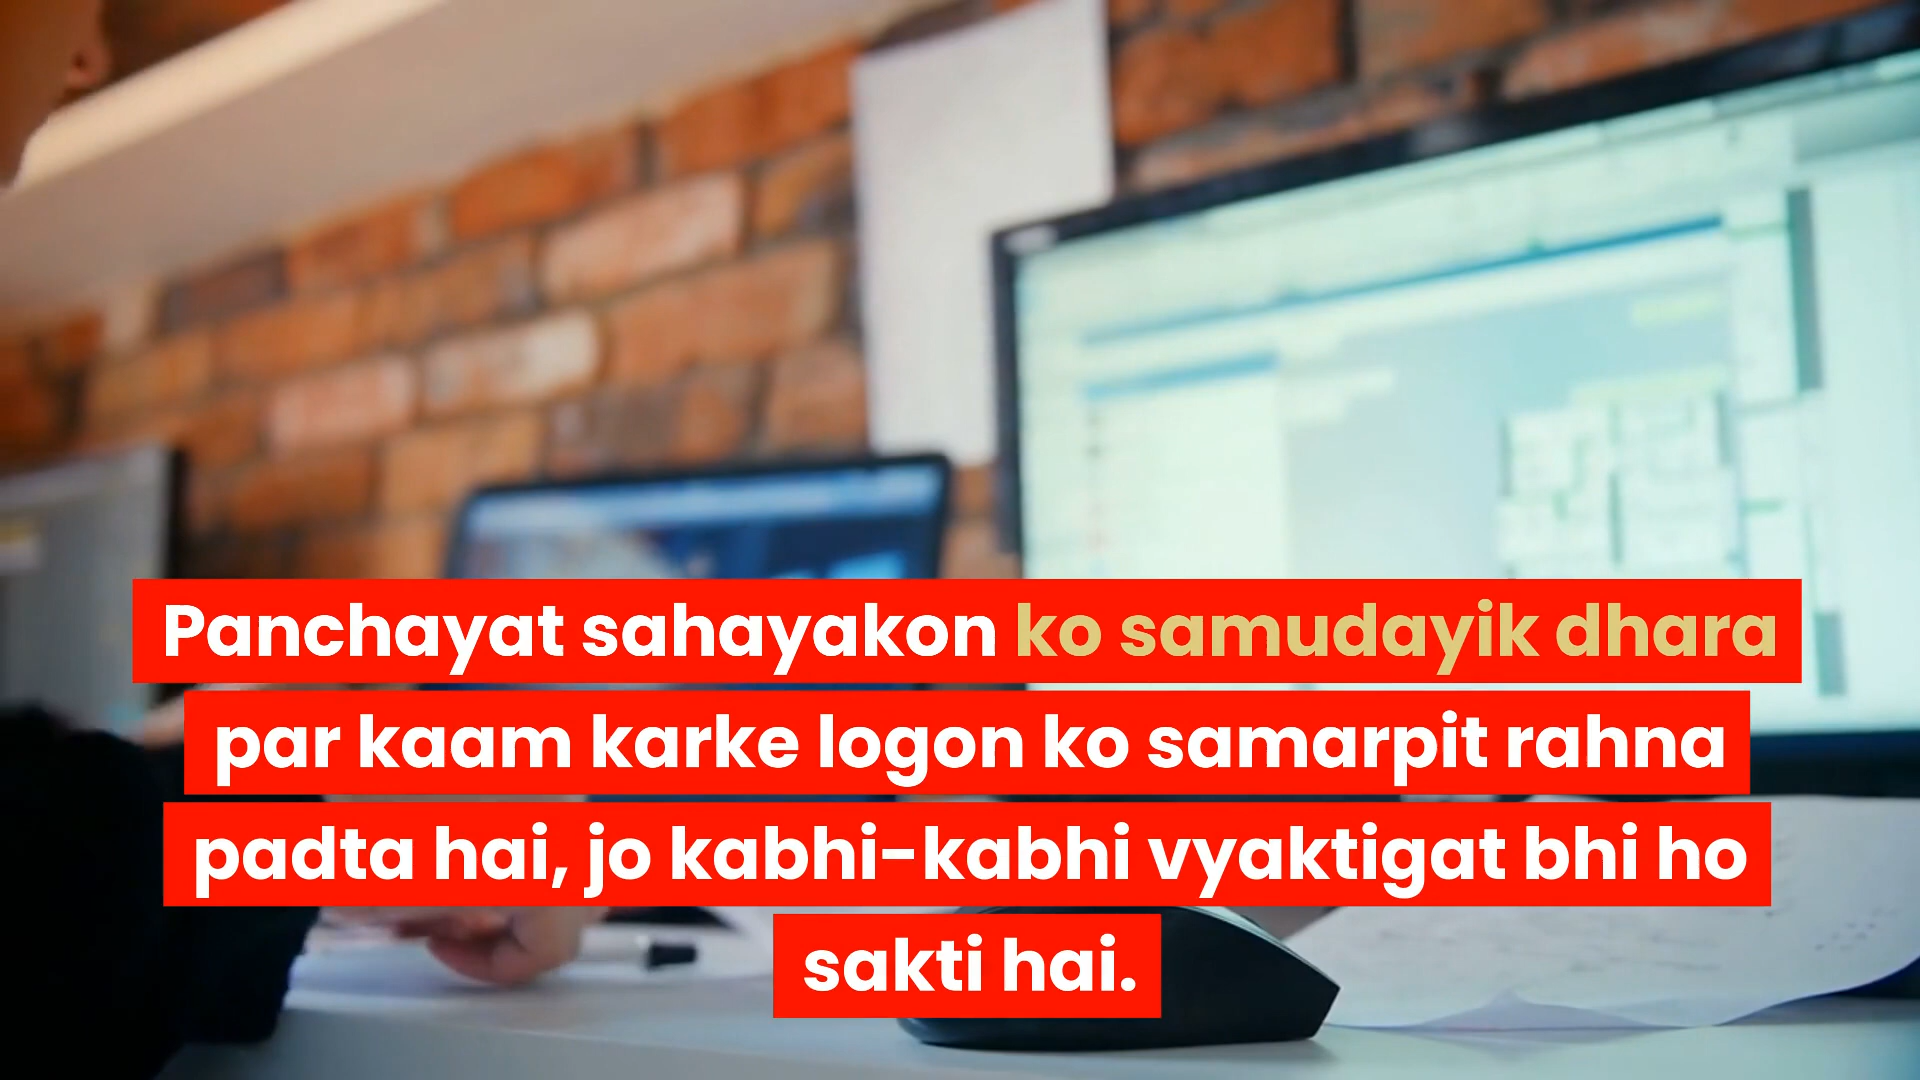 Panchayat sahayakon ko samudayik dhara
par kaam karke logon ko samarpit rahna
padta hai, jo kabhi-kabhi vyaktigat bhi ho
sakti hai.